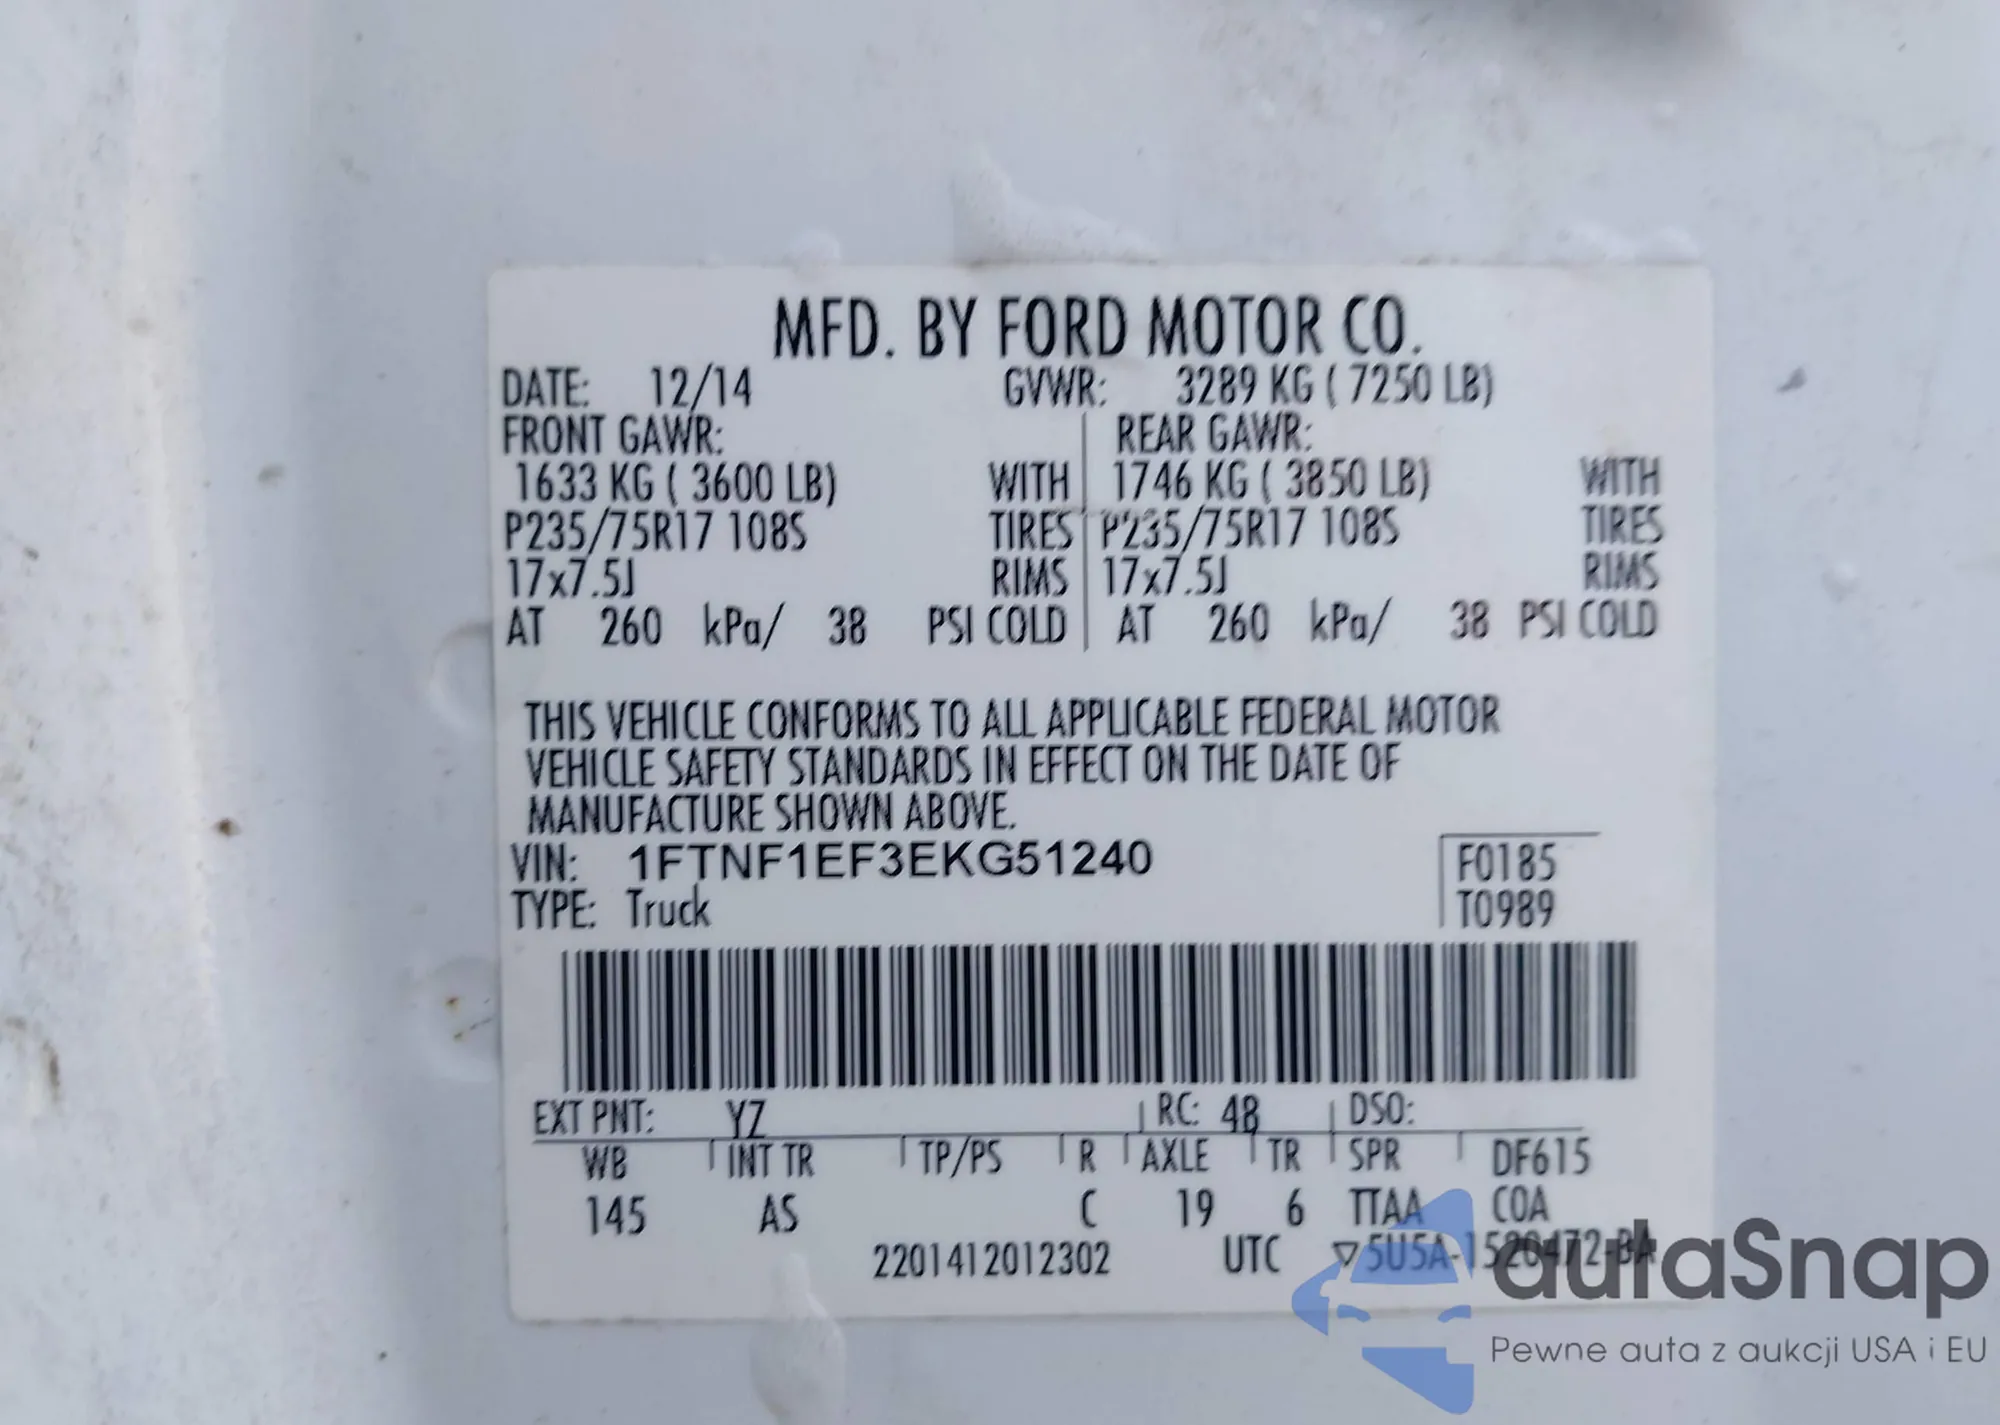 MFD. BY FORD MOTOR CO.
DATE: 12/14 GVWR: 3289 KG ( 7250 LB)
FRONT GAWR: REAR GAWR:
1633 KG ( 3600 LB) WITH 1746 KG ( 3850 LB) WITH
P235/75R17 108S TIRES P235/75R17 108S TIRES
17x7.5J RIMS 17x7.5J RIMS
AT 260 kPa/ 38 PSI COLD AT 260 kPa/ 38 PSI COLD
THIS VEHICLE CONFORMS TO ALL APPLICABLE FEDERAL MOTOR
VEHICLE SAFETY STANDARDS IN EFFECT ON THE DATE OF
MANUFACTURE SHOWN ABOVE.
VIN: 1FTNF1EF3EKG51240 F0185
TYPE: Truck T0989
EXT PNT: YZ RC: 48 DSO:
WB INT TR TP/PS R AXLE TR SPR DF615
145 AS C 19 6 TTAA COA
2201412012302 UTC ▽5U5A-1520472-BA
autaSnap
Pewne auta z aukcji USA i EU